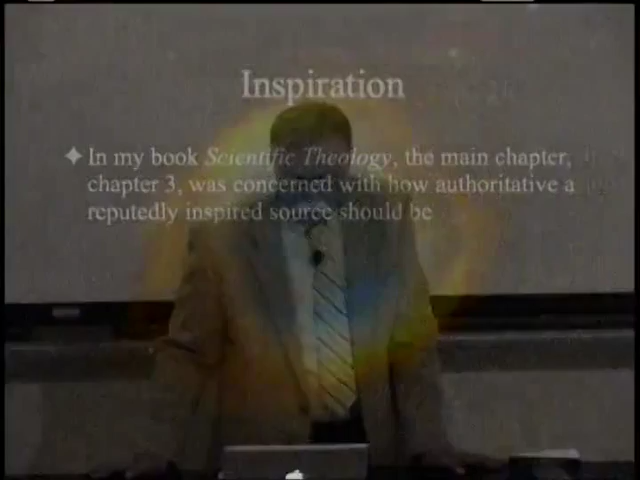 Inspiration
In my book Scientific Theology, the main chapter,
chapter 3, was concerned with how authoritative a
reputedly inspired source should be